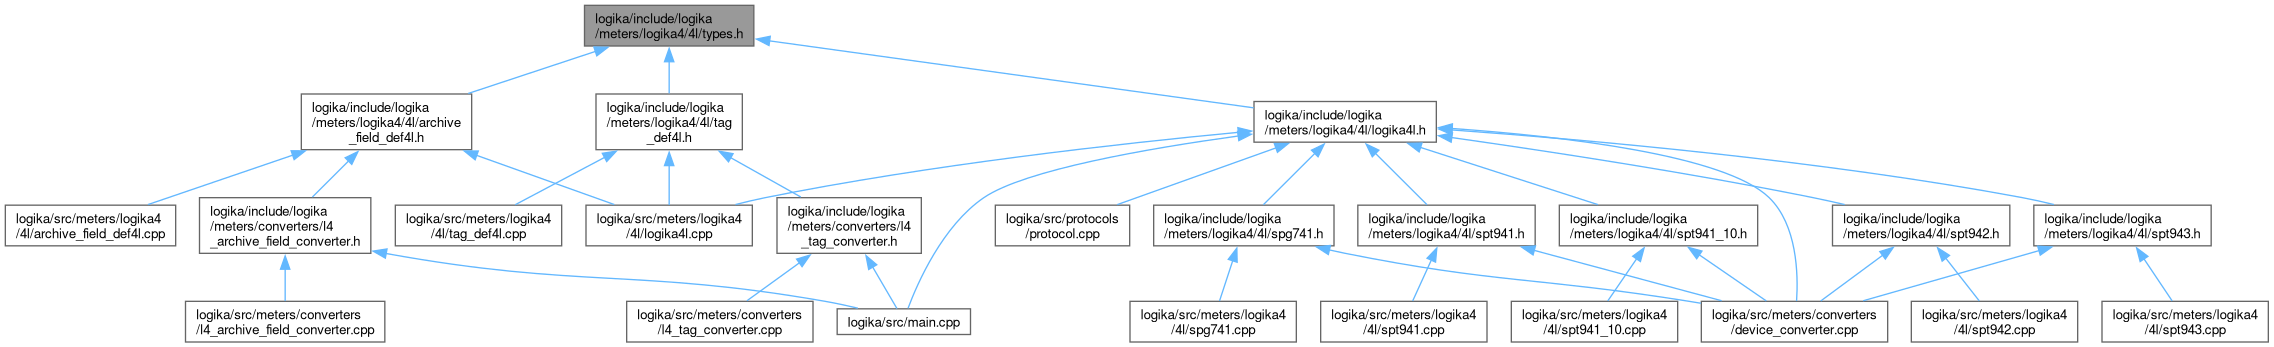 logika/include/logika
/meters/logika4/4l/types.h
logika/include/logika
/meters/logika4/4l/archive
_field_def4l.h
logika/include/logika
/meters/logika4/4l/tag
_def4l.h
logika/include/logika
/meters/logika4/4l/logika4l.h
logika/src/meters/logika4
/4l/archive_field_def4l.cpp
logika/include/logika
/meters/converters/l4
_archive_field_converter.h
logika/src/meters/logika4
/4l/tag_def4l.cpp
logika/src/meters/logika4
/4l/logika4l.cpp
logika/include/logika
/meters/converters/l4
_tag_converter.h
logika/src/protocols
/protocol.cpp
logika/include/logika
/meters/logika4/4l/spg741.h
logika/include/logika
/meters/logika4/4l/spt941.h
logika/include/logika
/meters/logika4/4l/spt941_10.h
logika/include/logika
/meters/logika4/4l/spt942.h
logika/include/logika
/meters/logika4/4l/spt943.h
logika/src/meters/converters
/l4_archive_field_converter.cpp
logika/src/meters/converters
/l4_tag_converter.cpp
logika/src/main.cpp
logika/src/meters/logika4
/4l/spg741.cpp
logika/src/meters/logika4
/4l/spt941.cpp
logika/src/meters/logika4
/4l/spt941_10.cpp
logika/src/meters/converters
/device_converter.cpp
logika/src/meters/logika4
/4l/spt942.cpp
logika/src/meters/logika4
/4l/spt943.cpp